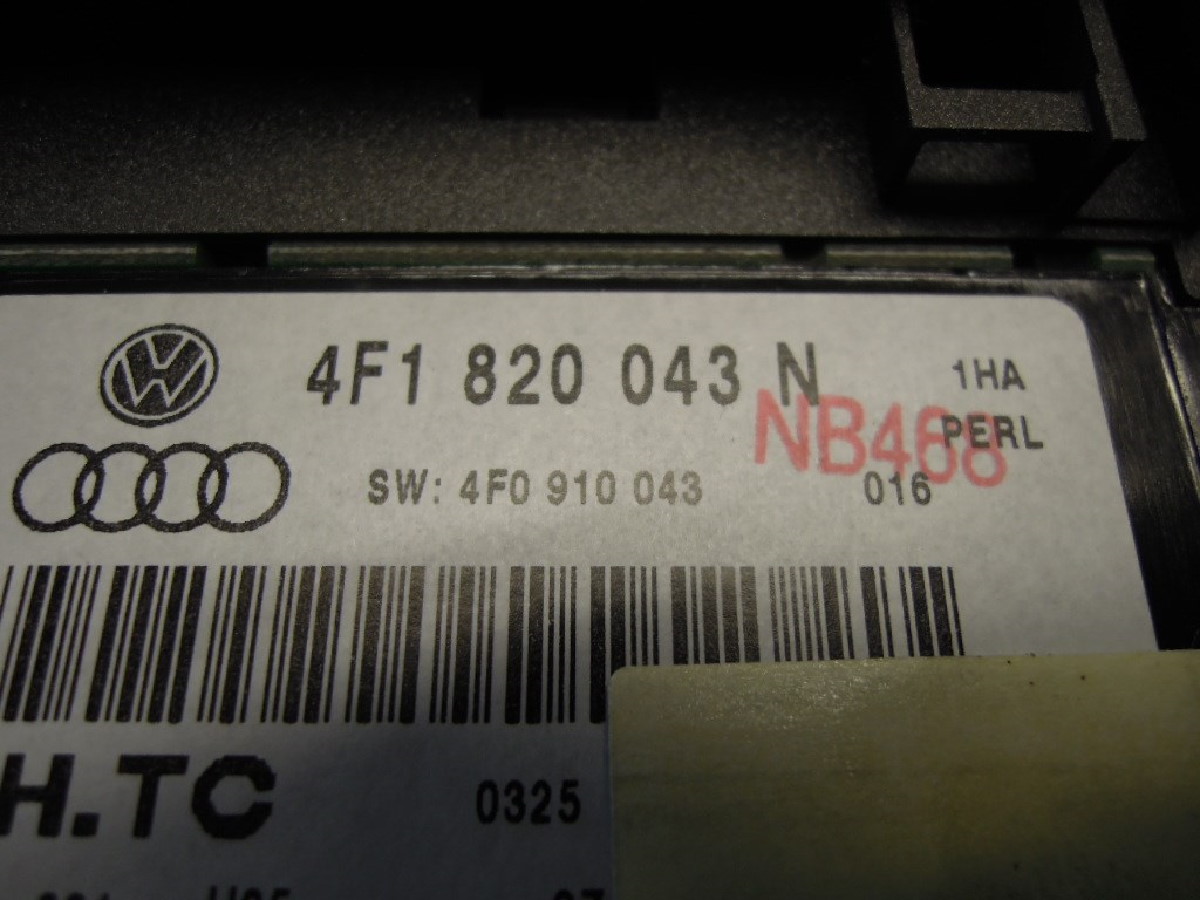 4F1 820 043 N 1HA
NB468
PERL
SW: 4F0 910 043 016
H.TC 0325